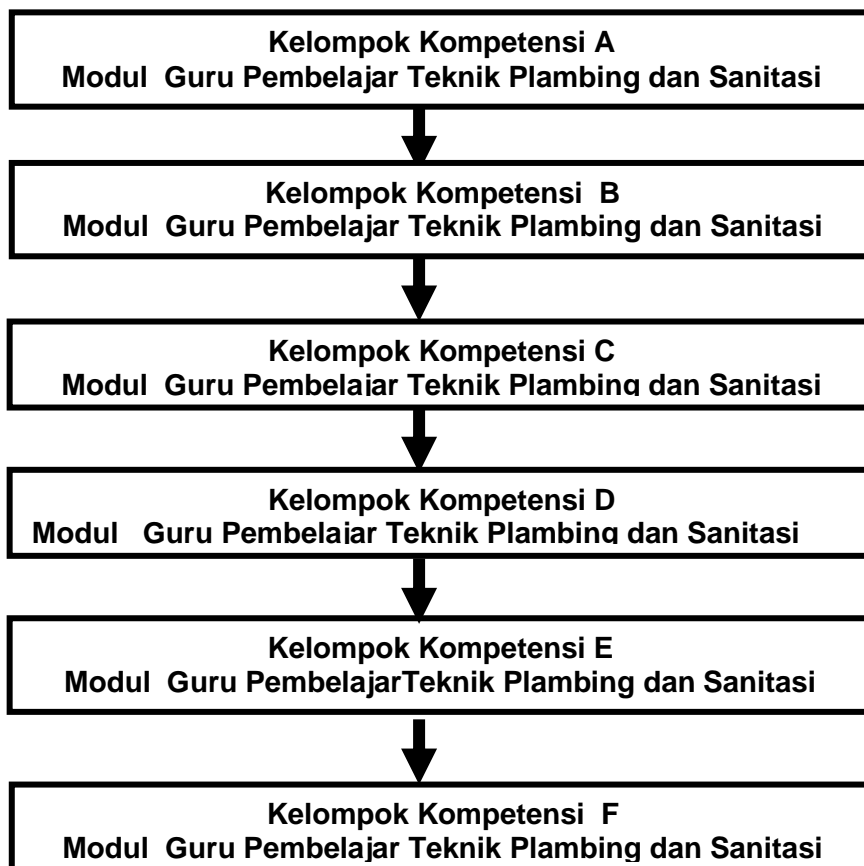 Kelompok Kompetensi A
Modul Guru Pembelajar Teknik Plambing dan Sanitasi
Kelompok Kompetensi B
Modul Guru Pembelajar Teknik Plambing dan Sanitasi
Kelompok Kompetensi C
Modul Guru Pembelajar Teknik Plambing dan Sanitasi
Kelompok Kompetensi D
Modul Guru Pembelajar Teknik Plambing dan Sanitasi
Kelompok Kompetensi E
Modul Guru PembelajarTeknik Plambing dan Sanitasi
Kelompok Kompetensi F
Modul Guru Pembelajar Teknik Plambing dan Sanitasi